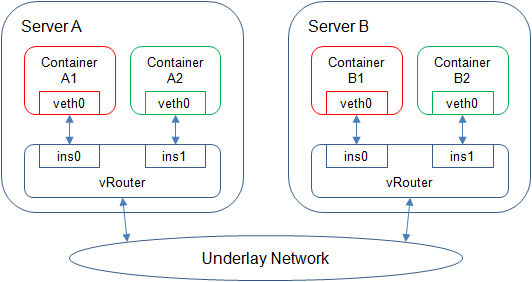 Server A
Container
A1
veth0
Container
A2
veth0
ins0
ins1
vRouter
Server B
Container
B1
veth0
Container
B2
veth0
ins0
ins1
vRouter
Underlay Network